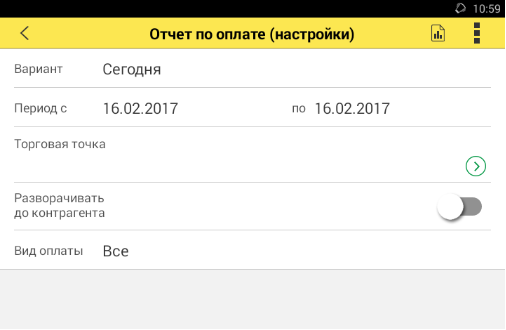 10:59
Отчет по оплате (настройки)
Вариант Сегодня
Период с 16.02.2017 по 16.02.2017
Торговая точка
Разворачивать
до контрагента
Вид оплаты Все